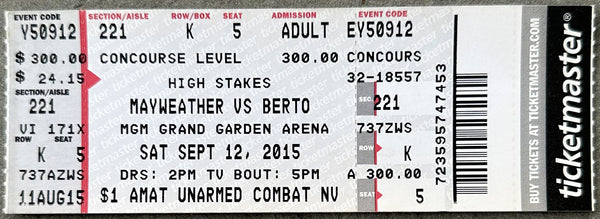 EVENT CODE SECTION/AISLE ROW/BOX SEAT ADMISSION EVENT CODE
Y50912 221 K 5 ADULT EY50912
$ 300.00 CONCOURSE LEVEL 300.00 CONCOURS
$ 24.15 HIGH STAKES 32-18557
SECTION/AISLE
221 MAYWEATHER VS BERTO SEC 221
VI 171X MGM GRAND GARDEN ARENA 737ZWS
ROW SEAT
K 5 SAT SEPT 12, 2015 ROW K
737AZWS DRS: 2PM TV BOUT: 5PM A 300.00
11AUG15 $1 AMAT UNARMED COMBAT NV SEAT 5
723595747453
BUY TICKETS AT TICKETMASTER.COM
ticketmaster®